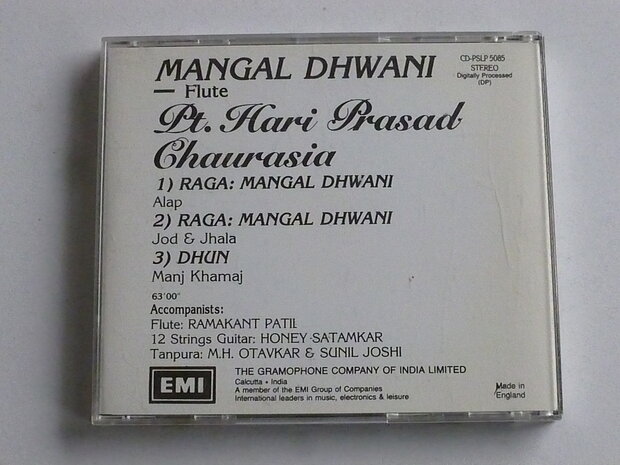 CD-PSLP 5085
STEREO
Digitally Processed
(DP)
MANGAL DHWANI
— Flute
Pt. Hari Prasad
Chaurasia
1) RAGA: MANGAL DHWANI
Alap
2) RAGA: MANGAL DHWANI
Jod & Jhala
3) DHUN
Manj Khamaj
63'00"
Accompanists:
Flute: RAMAKANT PATIL
12 Strings Guitar: HONEY SATAMKAR
Tanpura: M.H. OTAVKAR & SUNIL JOSHI
EMI
THE GRAMOPHONE COMPANY OF INDIA LIMITED
Calcutta • India
A member of the EMI Group of Companies
International leaders in music, electronics & leisure
Made in
England